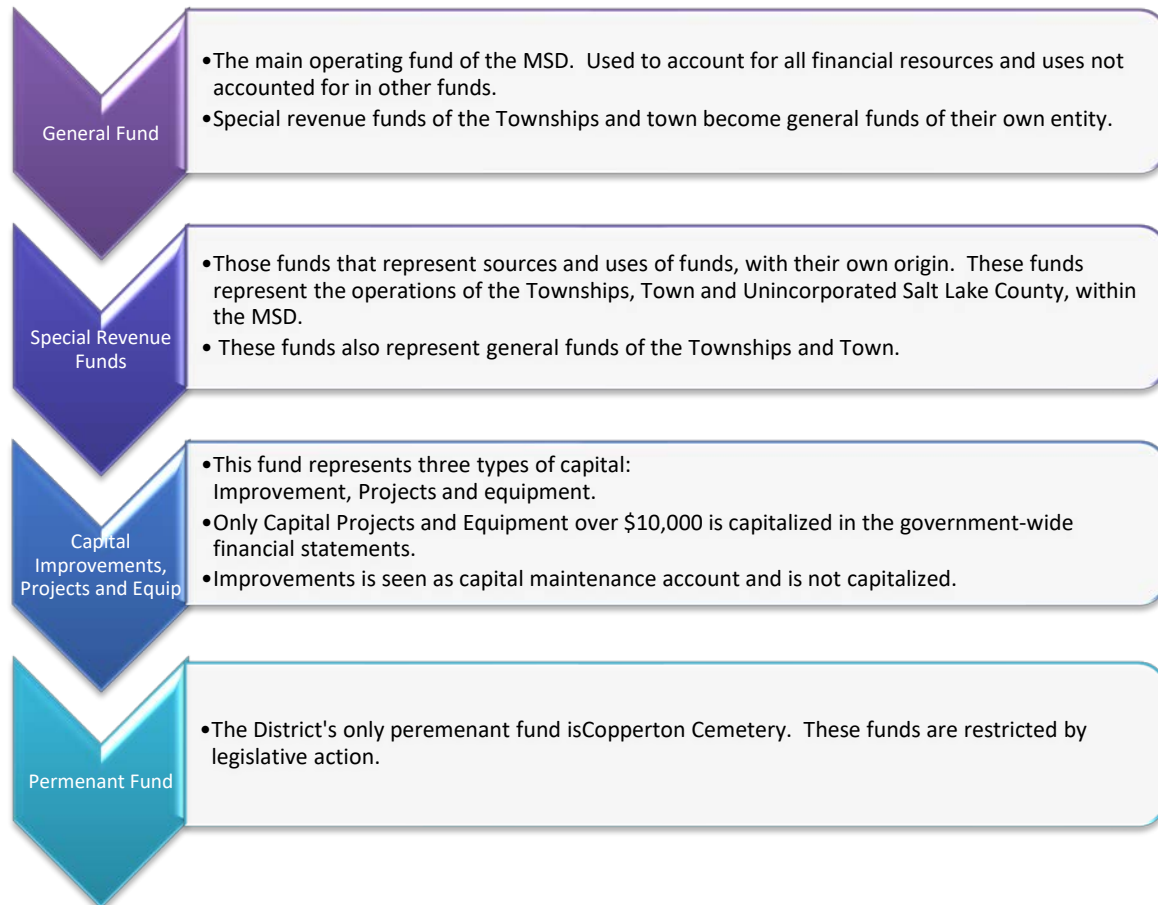 General Fund
•The main operating fund of the MSD.  Used to account for all financial resources and uses not
accounted for in other funds.
•Special revenue funds of the Townships and town become general funds of their own entity.
Special Revenue
Funds
•Those funds that represent sources and uses of funds, with their own origin.  These funds
represent the operations of the Townships, Town and Unincorporated Salt Lake County, within
the MSD.
• These funds also represent general funds of the Townships and Town.
Capital
Improvements,
Projects and Equip
•This fund represents three types of capital:
Improvement, Projects and equipment.
•Only Capital Projects and Equipment over $10,000 is capitalized in the government-wide
financial statements.
•Improvements is seen as capital maintenance account and is not capitalized.
Permenant Fund
•The District's only peremenant fund isCopperton Cemetery.  These funds are restricted by
legislative action.